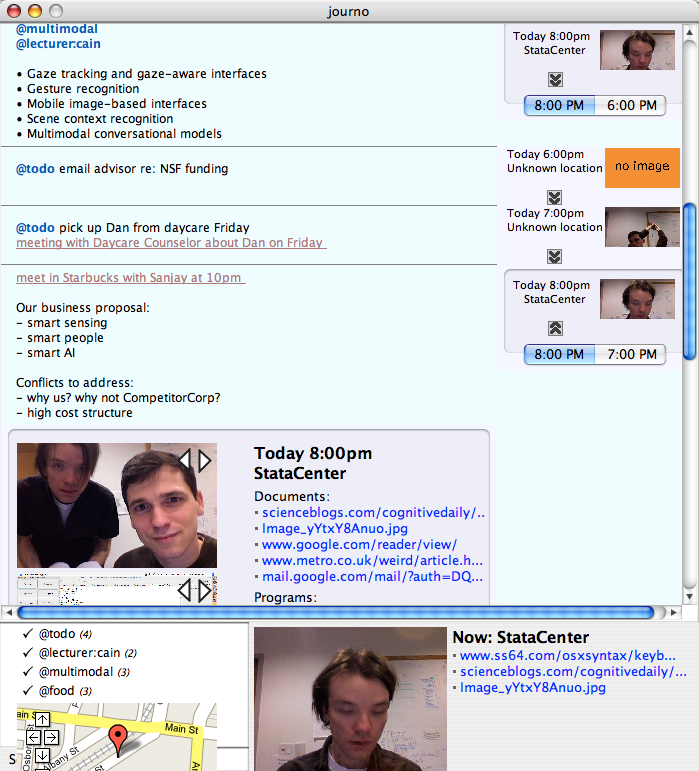 journo
@multimodal
@lecturer:cain
• Gaze tracking and gaze-aware interfaces
• Gesture recognition
• Mobile image-based interfaces
• Scene context recognition
• Multimodal conversational models
Today 8:00pm
StataCenter
8:00 PM 6:00 PM
@todo email advisor re: NSF funding
Today 6:00pm
Unknown location
no image
@todo pick up Dan from daycare Friday
meeting with Daycare Counselor about Dan on Friday
Today 7:00pm
Unknown location
meet in Starbucks with Sanjay at 10pm
Our business proposal:
- smart sensing
- smart people
- smart AI
Conflicts to address:
- why us? why not CompetitorCorp?
- high cost structure
Today 8:00pm
StataCenter
8:00 PM 7:00 PM
Today 8:00pm
StataCenter
Documents:
▪ scienceblogs.com/cognitivedaily/...
▪ Image_yYtxY8Anuo.jpg
▪ www.google.com/reader/view/
▪ www.metro.co.uk/weird/article.h...
▪ mail.google.com/mail/?auth=DQ...
Programs:
✓ @todo (4)
✓ @lecturer:cain (2)
✓ @multimodal (3)
✓ @food (3)
Main St
Now: StataCenter
▪ www.ss64.com/osxsyntax/keyb...
▪ scienceblogs.com/cognitivedaily/...
▪ Image_yYtxY8Anuo.jpg